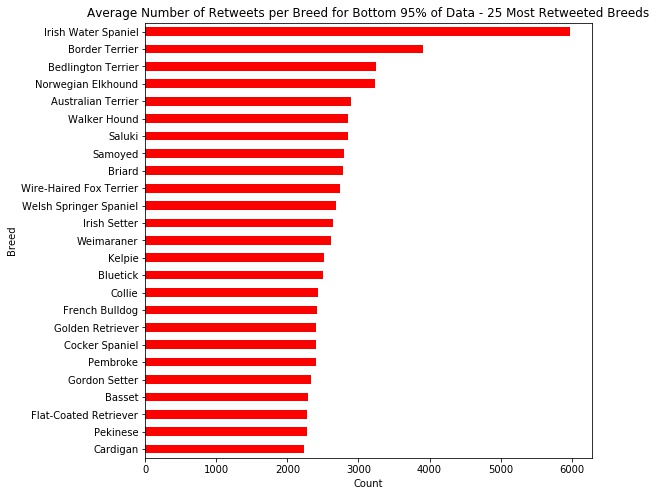 Average Number of Retweets per Breed for Bottom 95% of Data - 25 Most Retweeted Breeds
Irish Water Spaniel
Border Terrier
Bedlington Terrier
Norwegian Elkhound
Australian Terrier
Walker Hound
Saluki
Samoyed
Briard
Wire-Haired Fox Terrier
Welsh Springer Spaniel
Irish Setter
Weimaraner
Kelpie
Bluetick
Collie
French Bulldog
Golden Retriever
Cocker Spaniel
Pembroke
Gordon Setter
Basset
Flat-Coated Retriever
Pekinese
Cardigan
Breed
0 1000 2000 3000 4000 5000 6000
Count